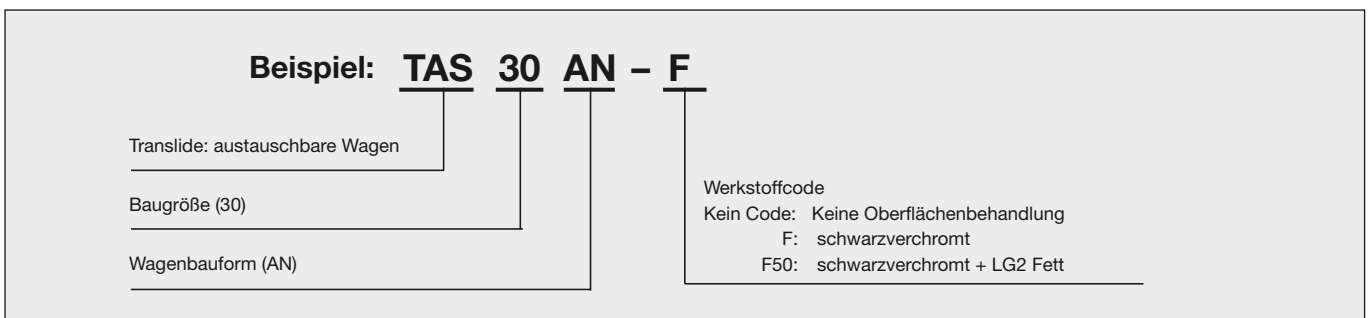 Beispiel: TAS 30 AN – F
Translide: austauschbare Wagen
Baugröße (30)
Wagenbauform (AN)
Werkstoffcode
Kein Code: Keine Oberflächenbehandlung
F: schwarzverchromt
F50: schwarzverchromt + LG2 Fett